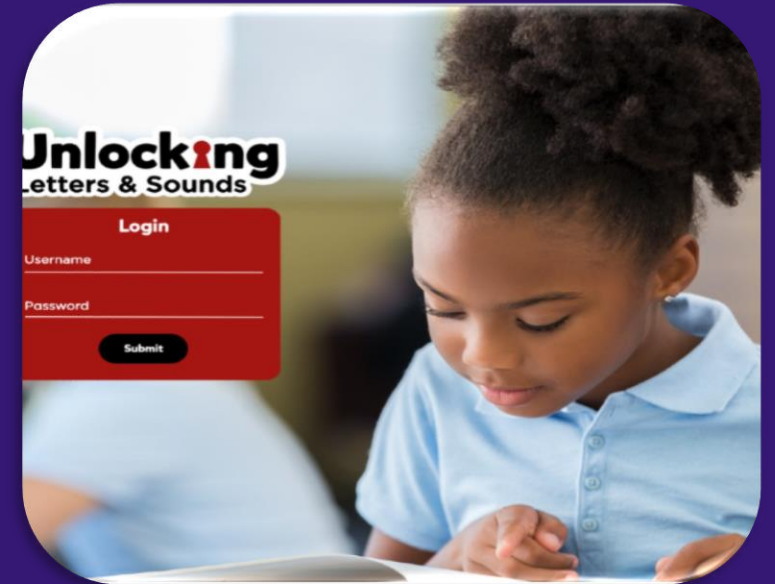 Unlocking
Letters & Sounds
Login
Username
Password
Submit